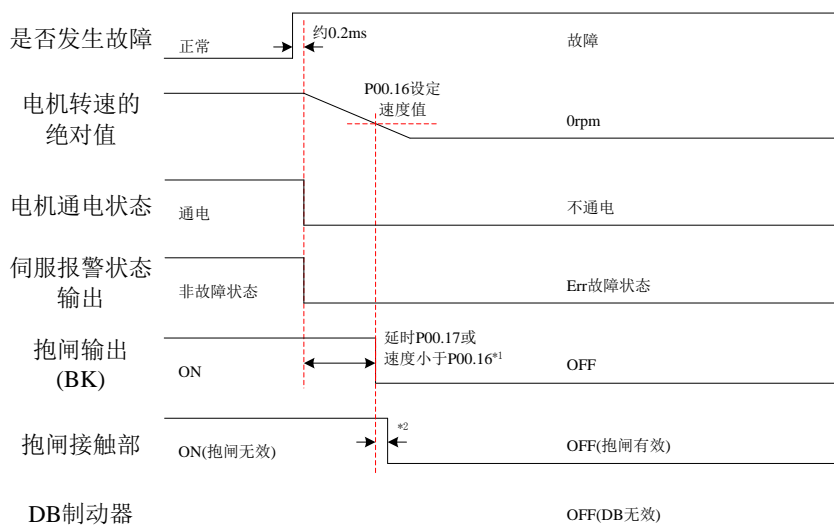 是否发生故障
正常
约0.2ms
故障
电机转速的
绝对值
P00.16设定
速度值
0rpm
电机通电状态
通电
不通电
伺服报警状态
输出
非故障状态
Err故障状态
抱闸输出
(BK)
ON
延时P00.17或
速度小于P00.16*1
OFF
抱闸接触部
ON(抱闸无效)
*2
OFF(抱闸有效)
DB制动器
OFF(DB无效)